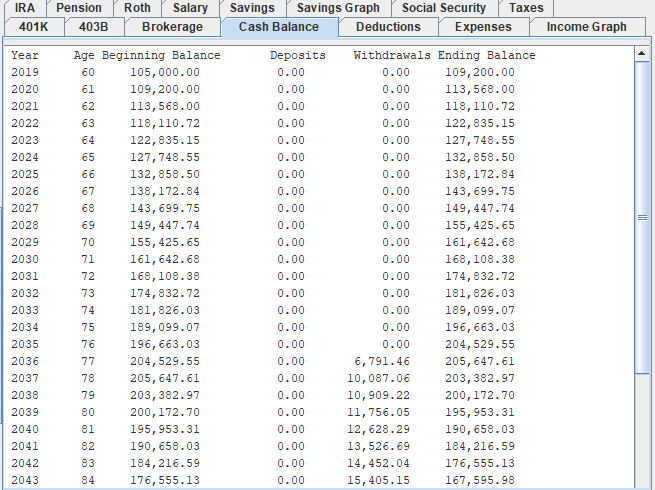 IRA Pension Roth Salary Savings Savings Graph Social Security Taxes
401K 403B Brokerage Cash Balance Deductions Expenses Income Graph
Year Age Beginning Balance Deposits Withdrawals Ending Balance
2019 60 105,000.00 0.00 0.00 109,200.00
2020 61 109,200.00 0.00 0.00 113,568.00
2021 62 113,568.00 0.00 0.00 118,110.72
2022 63 118,110.72 0.00 0.00 122,835.15
2023 64 122,835.15 0.00 0.00 127,748.55
2024 65 127,748.55 0.00 0.00 132,858.50
2025 66 132,858.50 0.00 0.00 138,172.84
2026 67 138,172.84 0.00 0.00 143,699.75
2027 68 143,699.75 0.00 0.00 149,447.74
2028 69 149,447.74 0.00 0.00 155,425.65
2029 70 155,425.65 0.00 0.00 161,642.68
2030 71 161,642.68 0.00 0.00 168,108.38
2031 72 168,108.38 0.00 0.00 174,832.72
2032 73 174,832.72 0.00 0.00 181,826.03
2033 74 181,826.03 0.00 0.00 189,099.07
2034 75 189,099.07 0.00 0.00 196,663.03
2035 76 196,663.03 0.00 0.00 204,529.55
2036 77 204,529.55 0.00 6,791.46 205,647.61
2037 78 205,647.61 0.00 10,087.06 203,382.97
2038 79 203,382.97 0.00 10,909.22 200,172.70
2039 80 200,172.70 0.00 11,756.05 195,953.31
2040 81 195,953.31 0.00 12,628.29 190,658.03
2041 82 190,658.03 0.00 13,526.69 184,216.59
2042 83 184,216.59 0.00 14,452.04 176,555.13
2043 84 176,555.13 0.00 15,405.15 167,595.98